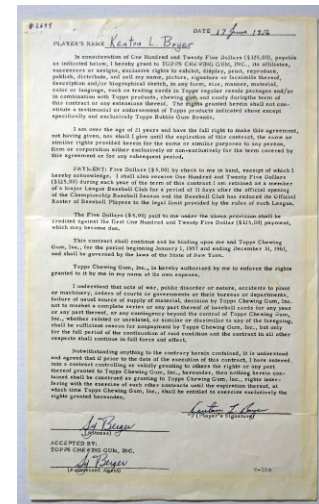 #2699
DATE 27 June 1956
PLAYER'S NAME Kenton L. Boyer
In consideration of One Hundred and Twenty Five Dollars ($125.00), payable
as indicated below, I hereby grant to TOPPS CHEWING GUM, INC., its affiliates,
successors or assigns, exclusive rights to exhibit, display, print, reproduce,
publish, distribute, and sell my name, picture, signature or facsimile thereof,
description and/or biographical sketch, in any form, size, manner, material,
color or language, such as trading cards in Topps regular resale packages and/or
in combination with Topps products, chewing gum and candy during term of
this contract or any extensions thereof. The rights granted herein shall not con-
stitute a testimonial or endorsement of Topps products indicated above except
specifically and exclusively Topps Bubble Gum Brands.
I am over the age of 21 years and have the full right to make this agreement,
not having given, nor shall I give until the expiration of this contract, the same or
similar rights provided herein for the same or similar purposes to any person,
firm or corporation either exclusively or non-exclusively for the term covered by
this agreement or for any subsequent period.
PAYMENT: Five Dollars ($5.00) by check to me in hand, receipt of which I
hereby acknowledge. I shall also receive One Hundred and Twenty Five Dollars
($125.00) during each year of the term of this contract I am retained as a member
of a Major League Baseball Club for a period of 31 days after the official opening
of the Championship Baseball Season and the Baseball Club has reduced the Official
Roster of Baseball Players to the legal limit provided by the rules of such League.
The Five Dollars ($5.00) paid to me under the above provision shall be
credited against the first One Hundred and Twenty Five Dollar ($125.00) payment,
which may become due.
This contract shall continue and be binding upon me and Topps Chewing
Gum, Inc., for the period beginning January 1, 1957 and ending December 31, 1961,
and shall be governed by the laws of the State of New York.
Topps Chewing Gum, Inc., is hereby authorized by me to enforce the rights
granted to it by me in my name at its own expense.
I understand that acts of war, public disorder or nature, accidents to plant
or machinery, orders of courts or governments or their bureaus or departments,
failure of usual source of supply of material, decision by Topps Chewing Gum, Inc.
not to market a complete series or any part thereof of baseball cards for any year
or any part thereof, or any contingency beyond the control of Topps Chewing Gum,
Inc., whether related or unrelated, or similar or dissimilar to any of the foregoing,
shall be sufficient reason for nonpayment by Topps Chewing Gum, Inc., but only
for the full period of the continuation of said condition and the contract in all other
respects shall continue in full force and effect.
Notwithstanding anything to the contrary herein contained, it is understood
and agreed that if prior to the date of the execution of this contract, I have entered
into a contract controlling or validly granting to others the rights or any part
thereof granted to Topps Chewing Gum, Inc., hereunder, then nothing herein con-
tained shall be construed as granting to Topps Chewing Gum, Inc., rights inter-
fering with the exercise of such other contracts until the expiration thereof, at
which time Topps Chewing Gum, Inc., shall be entitled to exercise exclusively the
rights granted hereunder.
Kenton L. Boyer
(Player's Signature)
Sy Berger
(Witness)
ACCEPTED BY:
TOPPS CHEWING GUM, INC.
Sy Berger
(Authorized Agent)